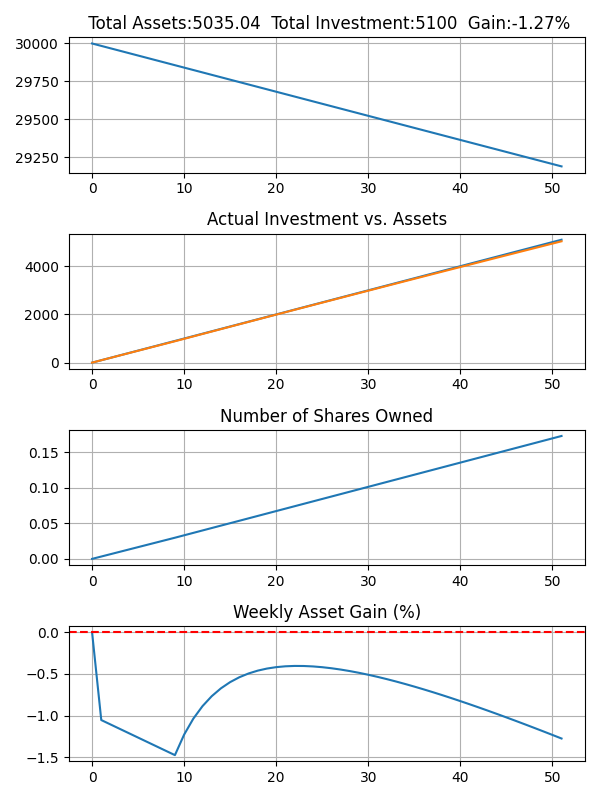 Total Assets:5035.04  Total Investment:5100  Gain:-1.27%
30000
29750
29500
29250
0 10 20 30 40 50
Actual Investment vs. Assets
4000
2000
0
0 10 20 30 40 50
Number of Shares Owned
0.15
0.10
0.05
0.00
0 10 20 30 40 50
Weekly Asset Gain (%)
0.0
−0.5
−1.0
−1.5
0 10 20 30 40 50